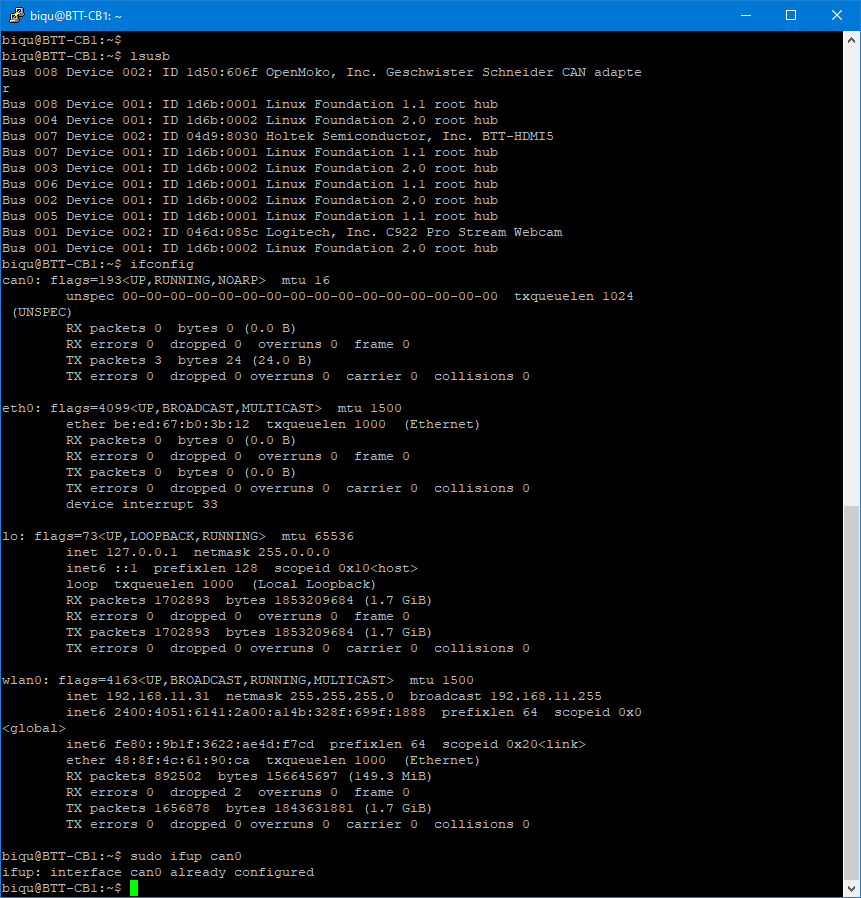 biqu@BTT-CB1: ~
biqu@BTT-CB1:~$
biqu@BTT-CB1:~$ lsusb
Bus 008 Device 002: ID 1d50:606f OpenMoko, Inc. Geschwister Schneider CAN adapte
r
Bus 008 Device 001: ID 1d6b:0001 Linux Foundation 1.1 root hub
Bus 004 Device 001: ID 1d6b:0002 Linux Foundation 2.0 root hub
Bus 007 Device 002: ID 04d9:8030 Holtek Semiconductor, Inc. BTT-HDMI5
Bus 007 Device 001: ID 1d6b:0001 Linux Foundation 1.1 root hub
Bus 003 Device 001: ID 1d6b:0002 Linux Foundation 2.0 root hub
Bus 006 Device 001: ID 1d6b:0001 Linux Foundation 1.1 root hub
Bus 002 Device 001: ID 1d6b:0002 Linux Foundation 2.0 root hub
Bus 005 Device 001: ID 1d6b:0001 Linux Foundation 1.1 root hub
Bus 001 Device 002: ID 046d:085c Logitech, Inc. C922 Pro Stream Webcam
Bus 001 Device 001: ID 1d6b:0002 Linux Foundation 2.0 root hub
biqu@BTT-CB1:~$ ifconfig
can0: flags=193<UP,RUNNING,NOARP>  mtu 16
        unspec 00-00-00-00-00-00-00-00-00-00-00-00-00-00-00-00  txqueuelen 1024
 (UNSPEC)
        RX packets 0  bytes 0 (0.0 B)
        RX errors 0  dropped 0  overruns 0  frame 0
        TX packets 3  bytes 24 (24.0 B)
        TX errors 0  dropped 0 overruns 0  carrier 0  collisions 0
eth0: flags=4099<UP,BROADCAST,MULTICAST>  mtu 1500
        ether be:ed:67:b0:3b:12  txqueuelen 1000  (Ethernet)
        RX packets 0  bytes 0 (0.0 B)
        RX errors 0  dropped 0  overruns 0  frame 0
        TX packets 0  bytes 0 (0.0 B)
        TX errors 0  dropped 0 overruns 0  carrier 0  collisions 0
        device interrupt 33
lo: flags=73<UP,LOOPBACK,RUNNING>  mtu 65536
        inet 127.0.0.1  netmask 255.0.0.0
        inet6 ::1  prefixlen 128  scopeid 0x10<host>
        loop  txqueuelen 1000  (Local Loopback)
        RX packets 1702893  bytes 1853209684 (1.7 GiB)
        RX errors 0  dropped 0  overruns 0  frame 0
        TX packets 1702893  bytes 1853209684 (1.7 GiB)
        TX errors 0  dropped 0 overruns 0  carrier 0  collisions 0
wlan0: flags=4163<UP,BROADCAST,RUNNING,MULTICAST>  mtu 1500
        inet 192.168.11.31  netmask 255.255.255.0  broadcast 192.168.11.255
        inet6 2400:4051:6141:2a00:a14b:328f:699f:1888  prefixlen 64  scopeid 0x0
<global>
        inet6 fe80::9b1f:3622:ae4d:f7cd  prefixlen 64  scopeid 0x20<link>
        ether 48:8f:4c:61:90:ca  txqueuelen 1000  (Ethernet)
        RX packets 892502  bytes 156645697 (149.3 MiB)
        RX errors 0  dropped 2  overruns 0  frame 0
        TX packets 1656878  bytes 1843631881 (1.7 GiB)
        TX errors 0  dropped 0 overruns 0  carrier 0  collisions 0
biqu@BTT-CB1:~$ sudo ifup can0
ifup: interface can0 already configured
biqu@BTT-CB1:~$